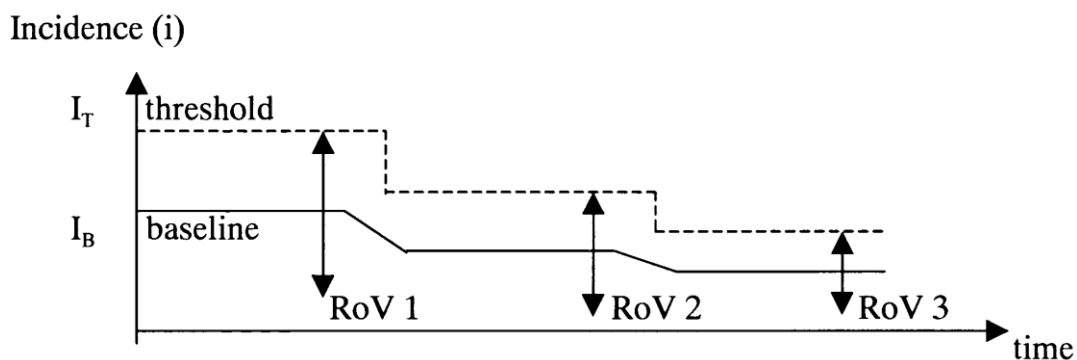 Incidence (i)
I_T threshold
I_B baseline
RoV 1 RoV 2 RoV 3
time